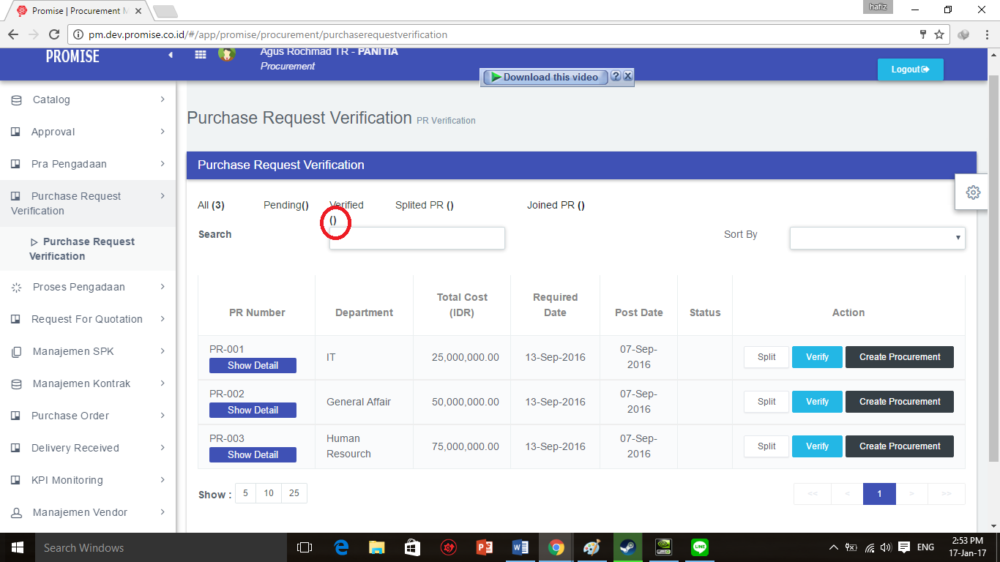 Promise | Procurement M
hafiz
pm.dev.promise.co.id/#/app/promise/procurement/purchaserequestverification
PROMISE
Agus Rochmad TR - PANITIA
Procurement
Download this video
Logout
Catalog
Approval
Pra Pengadaan
Purchase Request
Verification
Purchase Request
Verification
Proses Pengadaan
Request For Quotation
Manajemen SPK
Manajemen Kontrak
Purchase Order
Delivery Received
KPI Monitoring
Manajemen Vendor
Purchase Request Verification PR Verification
Purchase Request Verification
All (3) Pending() Verified Splited PR () Joined PR ()
()
Search Sort By
PR Number Department Total Cost (IDR) Required Date Post Date Status Action
PR-001 Show Detail IT 25,000,000.00 13-Sep-2016 07-Sep-2016 Split Verify Create Procurement
PR-002 Show Detail General Affair 50,000,000.00 13-Sep-2016 07-Sep-2016 Split Verify Create Procurement
PR-003 Show Detail Human Resourch 75,000,000.00 13-Sep-2016 07-Sep-2016 Split Verify Create Procurement
Show : 5 10 25 << < 1 > >>
Search Windows
ENG
2:53 PM
17-Jan-17